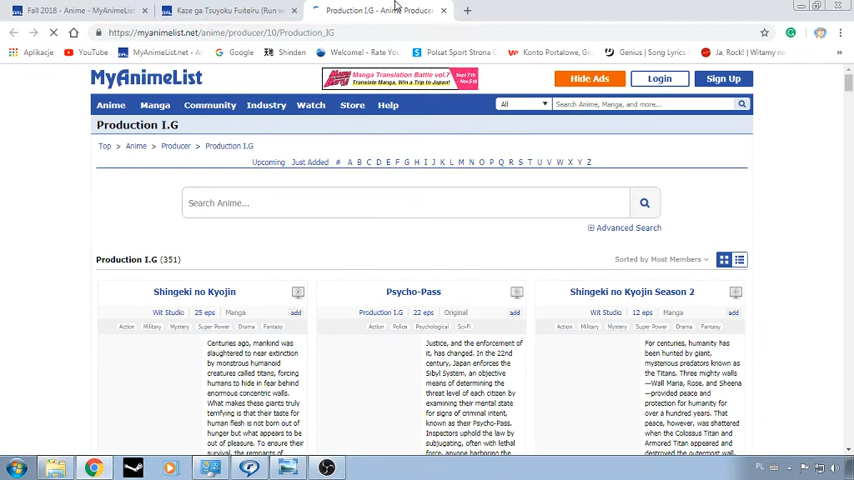 Fall 2018 - Anime - MyAnimeList
Kaze ga Tsuyoku Fuiteiru (Run w
Production I.G - Anime Producer
https://myanimelist.net/anime/producer/10/Production_IG
Aplikacje
YouTube
MyAnimeList.net - A
Google
Welcome! - Rate You
Polsat Sport Strona C
Konto Portalowe, Gr
Genius | Song Lyrics
Ja, Rock! | Witamy na
MyAnimeList
Manga Translation Battle vol.7
Translate Manga, Win a Trip to Japan!
Sept 7th
Nov 5th
Hide Ads
Login
Sign Up
Anime Manga Community Industry Watch Store Help
All
Search Anime, Manga, and more...
Production I.G
Top > Anime > Producer > Production I.G
Upcoming Just Added # A B C D E F G H I J K L M N O P Q R S T U V W X Y Z
Search Anime...
Advanced Search
Production I.G (351)
Sorted by Most Members
Shingeki no Kyojin
Wit Studio 25 eps Manga add
Action Military Mystery Super Power Drama Fantasy
Centuries ago, mankind was
slaughtered to near extinction
by monstrous humanoid
creatures called titans, forcing
humans to hide in fear behind
enormous concentric walls.
What makes these giants truly
terrifying is that their taste for
human flesh is not born out of
hunger but what appears to be
out of pleasure. To ensure their
survival, the remnants of
Psycho-Pass
Production I.G 22 eps Original add
Action Police Psychological Sci-Fi
Justice, and the enforcement of
it, has changed. In the 22nd
century, Japan enforces the
Sibyl System, an objective
means of determining the
threat level of each citizen by
examining their mental state
for signs of criminal intent,
known as their Psycho-Pass.
Inspectors uphold the law by
subjugating, often with lethal
force, anyone harboring the
Shingeki no Kyojin Season 2
Wit Studio 12 eps Manga add
Action Military Mystery Super Power Drama Fantasy
For centuries, humanity has
been hunted by giant,
mysterious predators known as
the Titans. Three mighty walls
—Wall Maria, Rose, and Sheena
—provided peace and
protection for humanity for
over a hundred years. That
peace, however, was shattered
when the Colossus Titan and
Armored Titan appeared and
destroyed the outermost wall,
PL